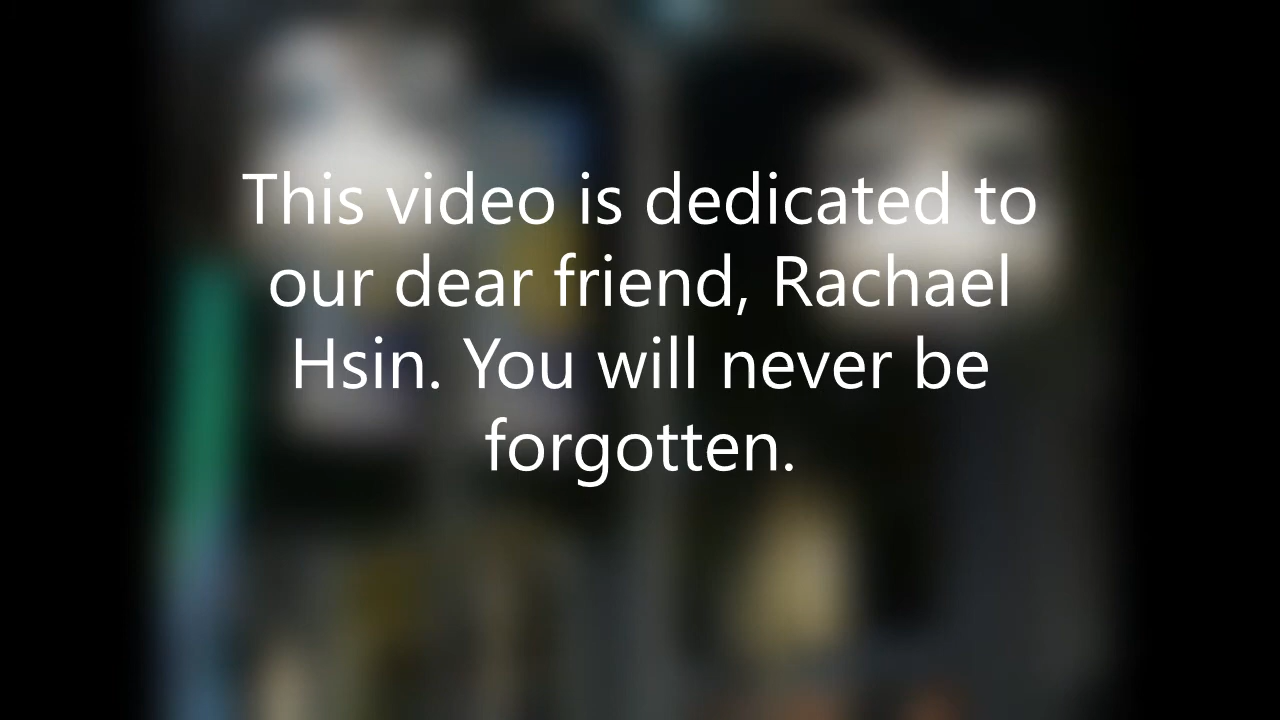 This video is dedicated to
our dear friend, Rachael
Hsin. You will never be
forgotten.